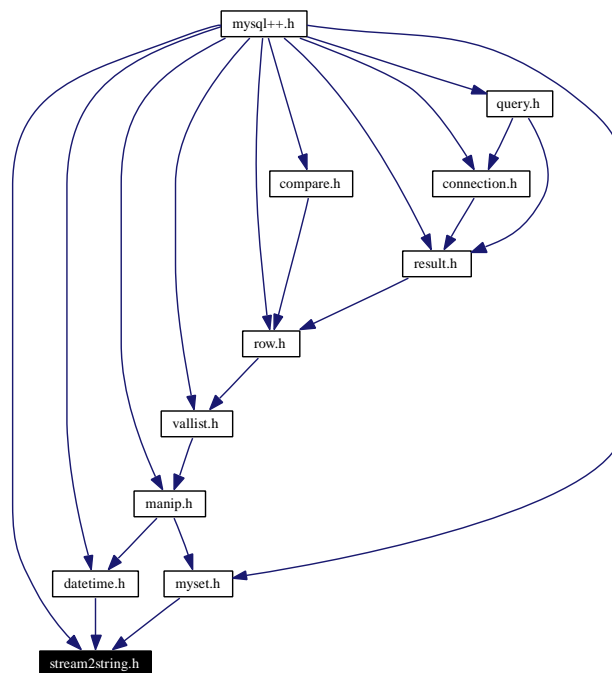 mysql++.h
query.h
compare.h
connection.h
result.h
row.h
vallist.h
manip.h
datetime.h
myset.h
stream2string.h